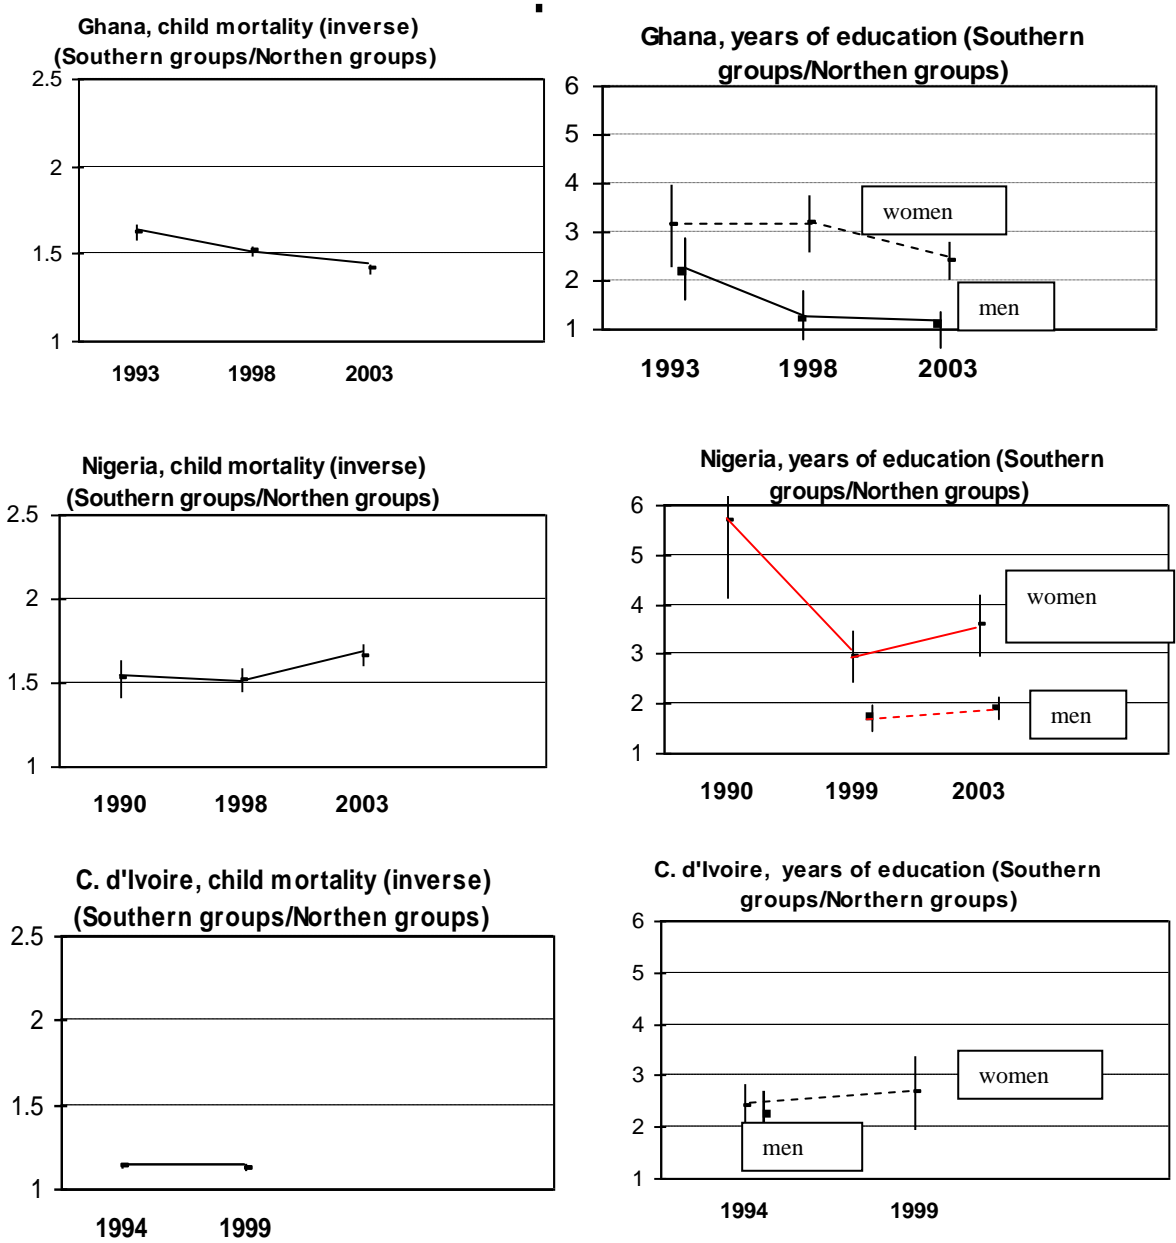 Ghana, child mortality (inverse)
(Southern groups/Northen groups)
2.5
2
1.5
1
1993 1998 2003
Ghana, years of education (Southern
groups/Northen groups)
6
5
4
3
2
1
women
men
1993 1998 2003
Nigeria, child mortality (inverse)
(Southern groups/Northen groups)
2.5
2
1.5
1
1990 1998 2003
Nigeria, years of education (Southern
groups/Northen groups)
6
5
4
3
2
1
women
men
1990 1999 2003
C. d'Ivoire, child mortality (inverse)
(Southern groups/Northen groups)
2.5
2
1.5
1
1994 1999
C. d'Ivoire, years of education (Southern
groups/Northern groups)
6
5
4
3
2
1
women
men
1994 1999